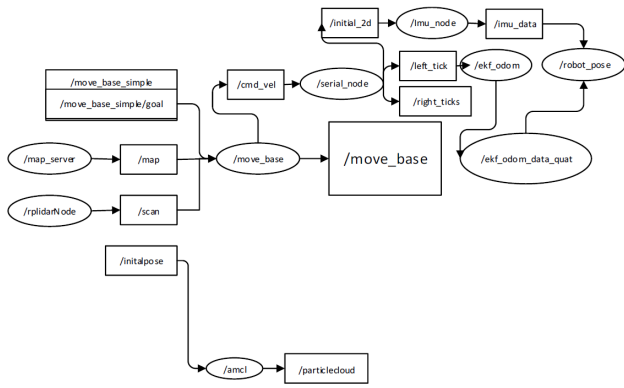 /initial_2d
/Imu_node
/imu_data
/move_base_simple
/move_base_simple/goal
/cmd_vel
/serial_node
/left_tick
/ekf_odom
/robot_pose
/right_ticks
/map_server
/map
/move_base
/move_base
/ekf_odom_data_quat
/rplidarNode
/scan
/initalpose
/amcl
/particlecloud